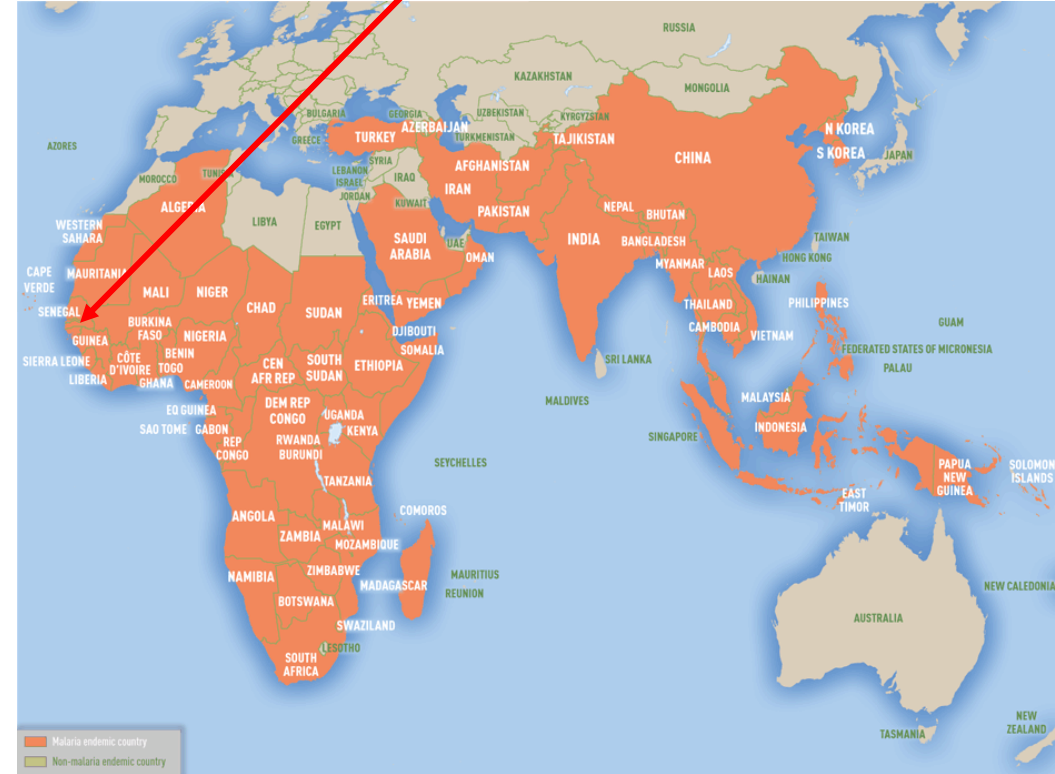 RUSSIA
KAZAKHSTAN
MONGOLIA
BULGARIA
GEORGIA
UZBEKISTAN
KYRGYZSTAN
AZERBAIJAN
TURKEY
GREECE
TURKMENISTAN
TAJIKISTAN
N KOREA
S KOREA
JAPAN
CHINA
AZORES
SYRIA
LEBANON
ISRAEL
IRAQ
JORDAN
KUWAIT
AFGHANISTAN
IRAN
PAKISTAN
MOROCCO
TUNISIA
ALGERIA
LIBYA
EGYPT
WESTERN
SAHARA
NEPAL
BHUTAN
INDIA
BANGLADESH
TAIWAN
SAUDI
ARABIA
UAE
OMAN
HONG KONG
MYANMAR
LAOS
HAINAN
CAPE
VERDE
MAURITANIA
MALI
NIGER
CHAD
SUDAN
ERITREA
YEMEN
THAILAND
PHILIPPINES
SENEGAL
BURKINA
FASO
NIGERIA
DJIBOUTI
CAMBODIA
VIETNAM
GUAM
GUINEA
SOMALIA
SIERRA LEONE
CÔTE
D'IVOIRE
BENIN
TOGO
CEN
AFR REP
SOUTH
SUDAN
ETHIOPIA
SRI LANKA
FEDERATED STATES OF MICRONESIA
PALAU
LIBERIA
GHANA
CAMEROON
MALDIVES
MALAYSIA
EQ GUINEA
DEM REP
CONGO
UGANDA
KENYA
INDONESIA
SAO TOME
GABON
REP
CONGO
RWANDA
BURUNDI
SINGAPORE
SEYCHELLES
TANZANIA
PAPUA
NEW
GUINEA
SOLOMON
ISLANDS
EAST
TIMOR
ANGOLA
COMOROS
MALAWI
ZAMBIA
MOZAMBIQUE
NAMIBIA
ZIMBABWE
MADAGASCAR
MAURITIUS
REUNION
BOTSWANA
NEW CALEDONIA
SWAZILAND
AUSTRALIA
LESOTHO
SOUTH
AFRICA
NEW
ZEALAND
TASMANIA
Malaria endemic country
Non-malaria endemic country